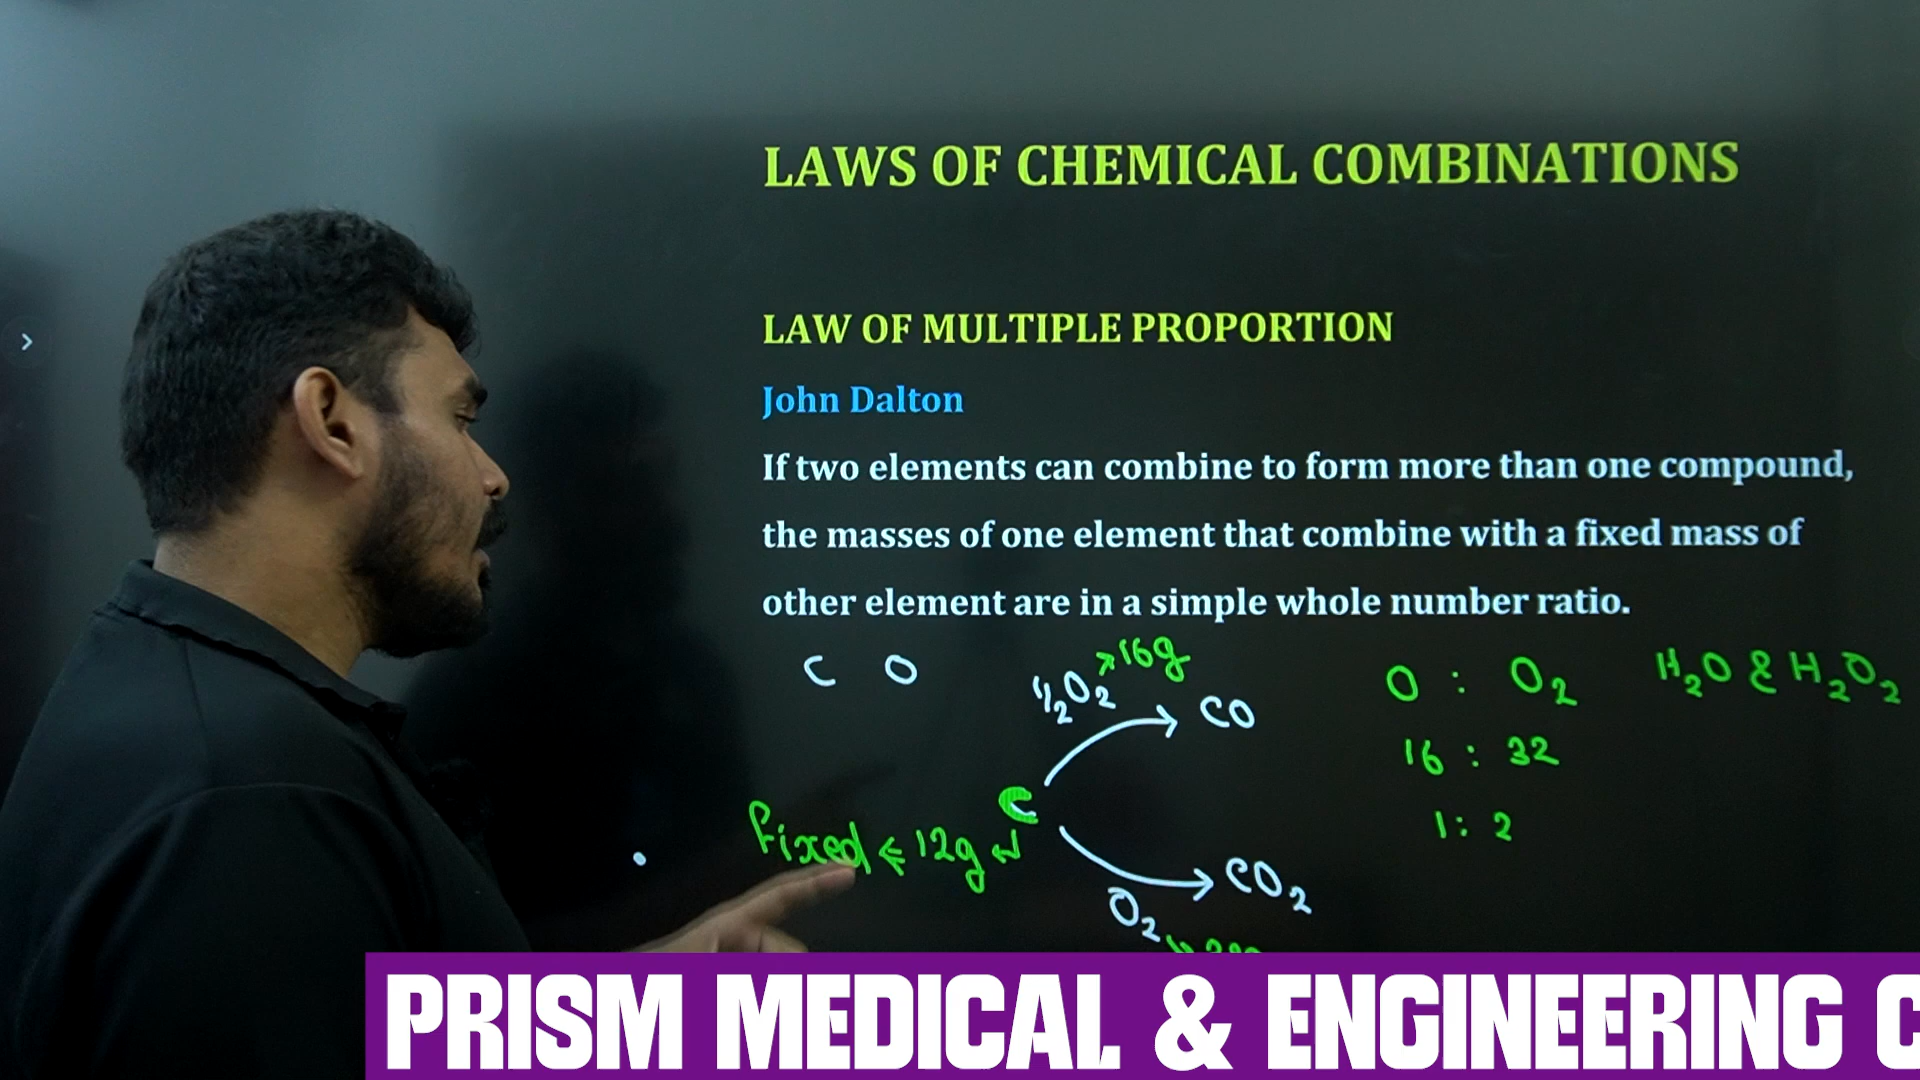 LAWS OF CHEMICAL COMBINATIONS
LAW OF MULTIPLE PROPORTION
John Dalton
If two elements can combine to form more than one compound,
the masses of one element that combine with a fixed mass of
other element are in a simple whole number ratio.
C O
½O₂ → 16g
CO
C
fixed ← 12g ↵
CO₂
O₂
O : O₂
16 : 32
1 : 2
H₂O & H₂O₂
PRISM MEDICAL & ENGINEERING C